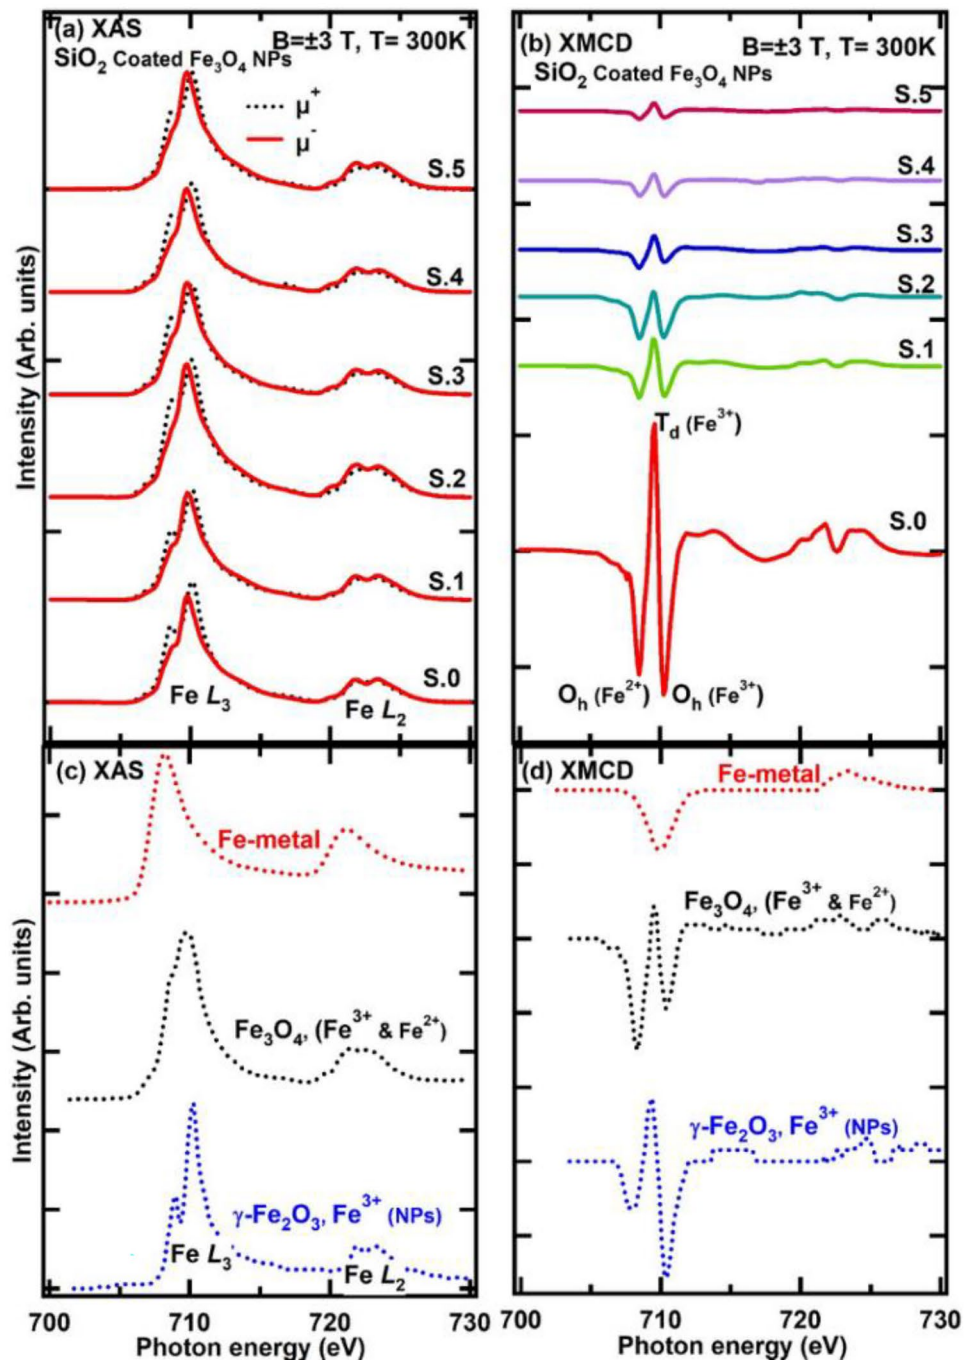 (a) XAS
B=±3 T, T= 300K
SiO₂ Coated Fe₃O₄ NPs
μ⁺
μ⁻
S.5
S.4
S.3
S.2
S.1
S.0
Fe L₃
Fe L₂
Intensity (Arb. units)
(b) XMCD
B=±3 T, T= 300K
SiO₂ Coated Fe₃O₄ NPs
S.5
S.4
S.3
S.2
S.1
T_d (Fe³⁺)
S.0
O_h (Fe²⁺)
O_h (Fe³⁺)
(c) XAS
Fe-metal
Fe₃O₄, (Fe³⁺ & Fe²⁺)
γ-Fe₂O₃, Fe³⁺ (NPs)
Fe L₃
Fe L₂
Intensity (Arb. units)
700 710 720 730
Photon energy (eV)
(d) XMCD
Fe-metal
Fe₃O₄, (Fe³⁺ & Fe²⁺)
γ-Fe₂O₃, Fe³⁺ (NPs)
700 710 720 730
Photon energy (eV)